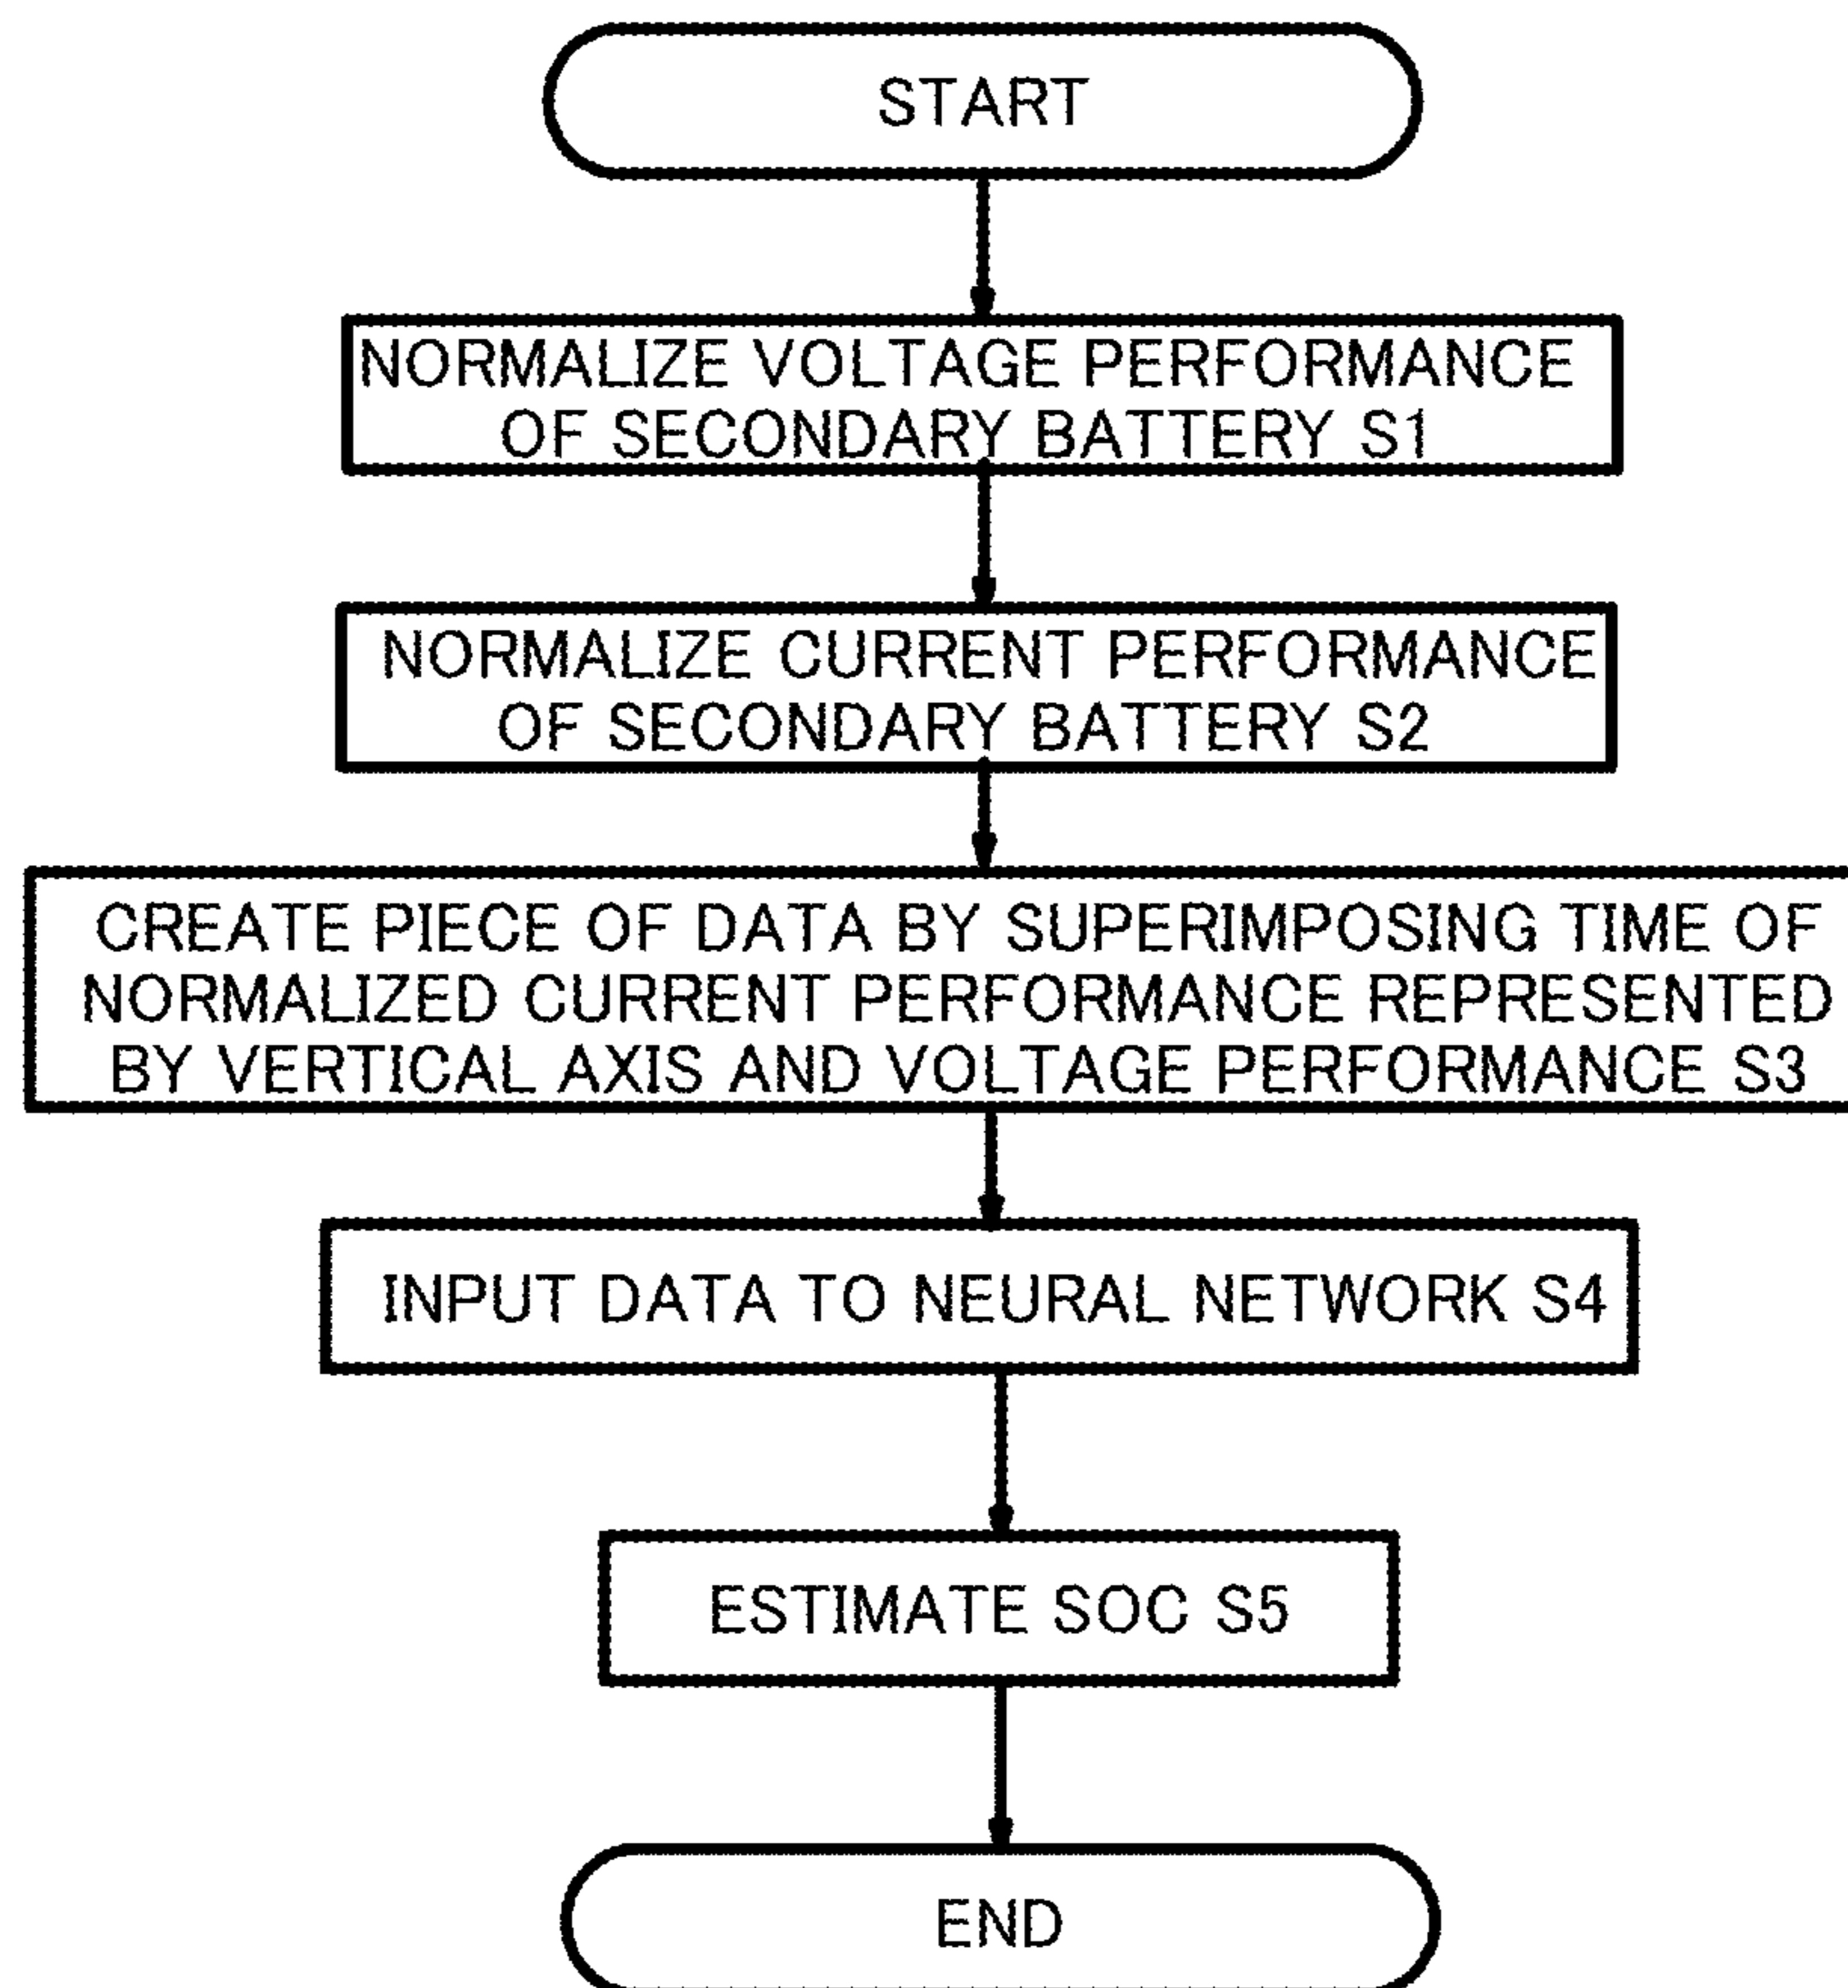 START
NORMALIZE VOLTAGE PERFORMANCE
OF SECONDARY BATTERY S1
NORMALIZE CURRENT PERFORMANCE
OF SECONDARY BATTERY S2
CREATE PIECE OF DATA BY SUPERIMPOSING TIME OF
NORMALIZED CURRENT PERFORMANCE REPRESENTED
BY VERTICAL AXIS AND VOLTAGE PERFORMANCE S3
INPUT DATA TO NEURAL NETWORK S4
ESTIMATE SOC S5
END